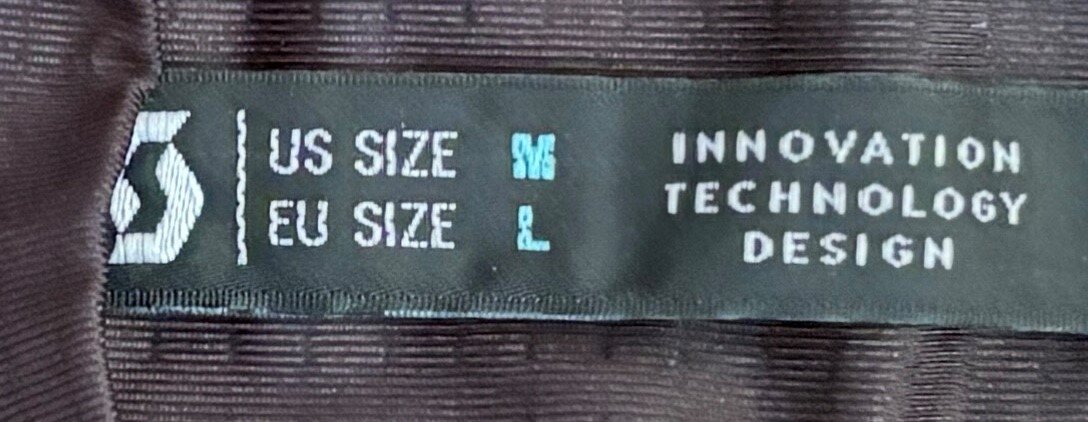 US SIZE M
EU SIZE L
INNOVATION
TECHNOLOGY
DESIGN